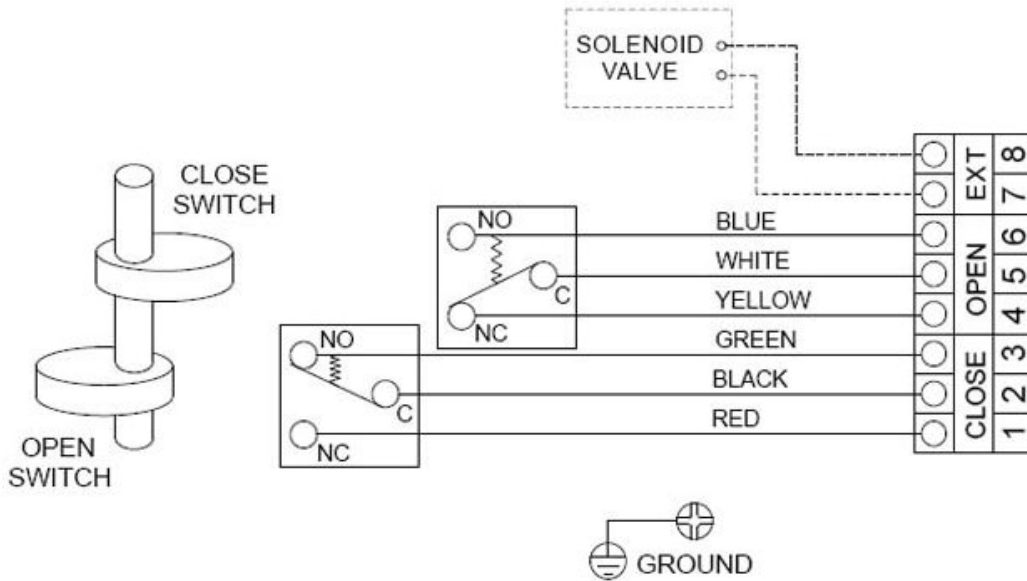 SOLENOID
VALVE
CLOSE
SWITCH
OPEN
SWITCH
NO
C
NC
NO
C
NC
BLUE
WHITE
YELLOW
GREEN
BLACK
RED
EXT
OPEN
CLOSE
8
7
6
5
4
3
2
1
GROUND